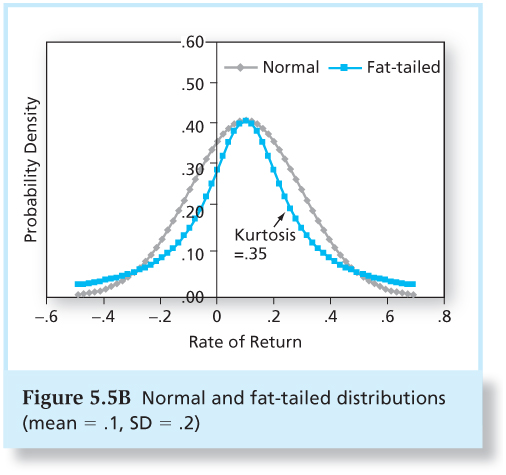 .60
Normal Fat-tailed
.50
.40
.30
.20
.10
.00
Probability Density
Kurtosis
=.35
–.6 –.4 –.2 0 .2 .4 .6 .8
Rate of Return
Figure 5.5B Normal and fat-tailed distributions
(mean = .1, SD = .2)